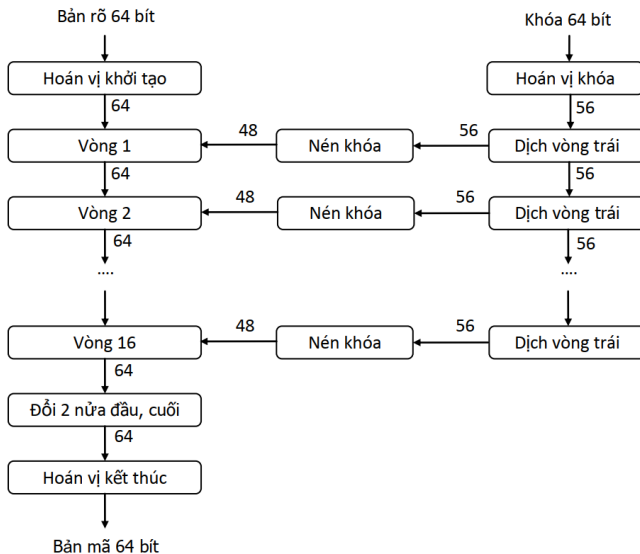 Bản rõ 64 bít
Khóa 64 bít
Hoán vị khởi tạo
Hoán vị khóa
64
56
Vòng 1
48
Nén khóa
56
Dịch vòng trái
64
56
Vòng 2
48
Nén khóa
56
Dịch vòng trái
64
56
....
....
Vòng 16
48
Nén khóa
56
Dịch vòng trái
64
Đổi 2 nửa đầu, cuối
64
Hoán vị kết thúc
Bản mã 64 bít